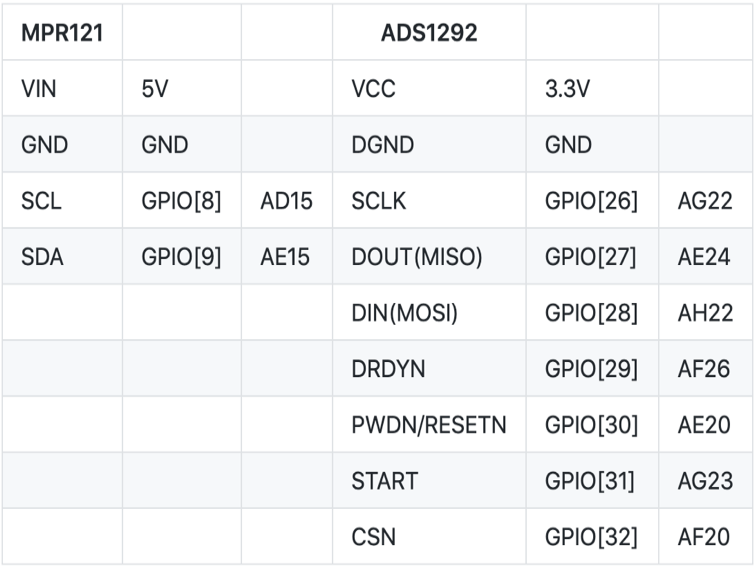 MPR121 ADS1292
VIN 5V VCC 3.3V
GND GND DGND GND
SCL GPIO[8] AD15 SCLK GPIO[26] AG22
SDA GPIO[9] AE15 DOUT(MISO) GPIO[27] AE24
DIN(MOSI) GPIO[28] AH22
DRDYN GPIO[29] AF26
PWDN/RESETN GPIO[30] AE20
START GPIO[31] AG23
CSN GPIO[32] AF20